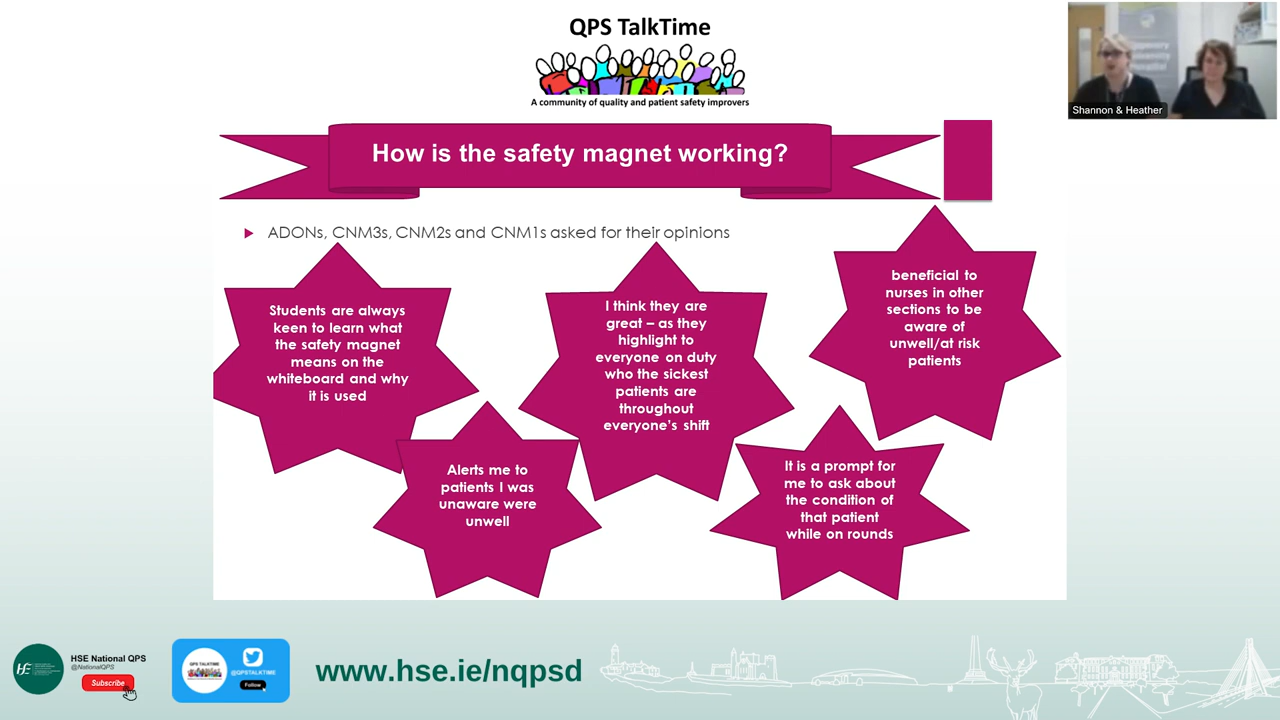 QPS TalkTime
A community of quality and patient safety improvers
Shannon & Heather
How is the safety magnet working?
ADONs, CNM3s, CNM2s and CNM1s asked for their opinions
Students are always
keen to learn what
the safety magnet
means on the
whiteboard and why
it is used
Alerts me to
patients I was
unaware were
unwell
I think they are
great – as they
highlight to
everyone on duty
who the sickest
patients are
throughout
everyone's shift
It is a prompt for
me to ask about
the condition of
that patient
while on rounds
beneficial to
nurses in other
sections to be
aware of
unwell/at risk
patients
HSE National QPS
@NationalQPS
Subscribe
QPS TALKTIME
@QPSTALKTIME
Follow
www.hse.ie/nqpsd